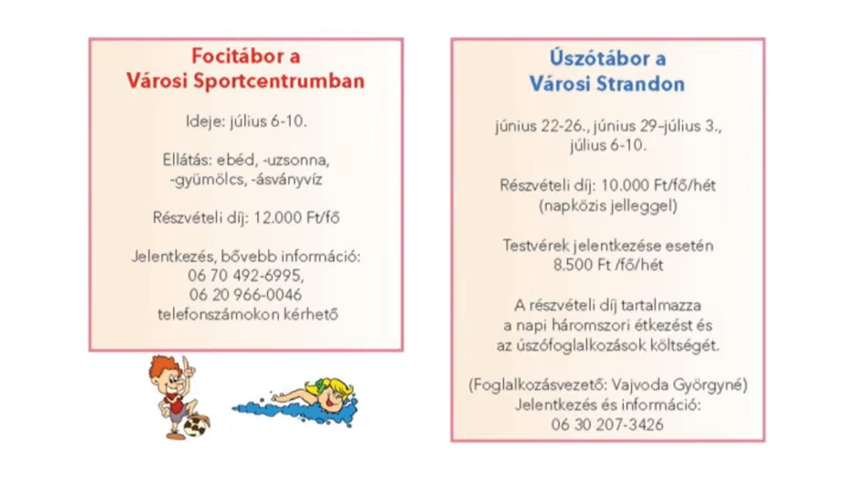 Focitábor a
Városi Sportcentrumban
Ideje: július 6-10.
Ellátás: ebéd, -uzsonna,
-gyümölcs, -ásványvíz
Részvételi díj: 12.000 Ft/fő
Jelentkezés, bővebb információ:
06 70 492-6995,
06 20 966-0046
telefonszámokon kérhető
Úszótábor a
Városi Strandon
június 22-26., június 29–július 3.,
július 6-10.
Részvételi díj: 10.000 Ft/fő/hét
(napközis jelleggel)
Testvérek jelentkezése esetén
8.500 Ft /fő/hét
A részvételi díj tartalmazza
a napi háromszori étkezést és
az úszófoglalkozások költségét.
(Foglalkozásvezető: Vajvoda Györgyné)
Jelentkezés és információ:
06 30 207-3426